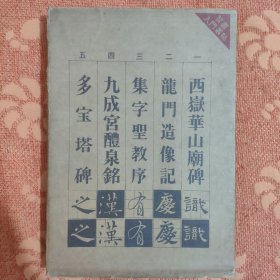 一 西嶽華山廟碑
二 龍門造像記
三 集字聖教序
四 九成宮醴泉銘
五 多宝塔碑
慶 慶
有 有
漢 漢
之 之